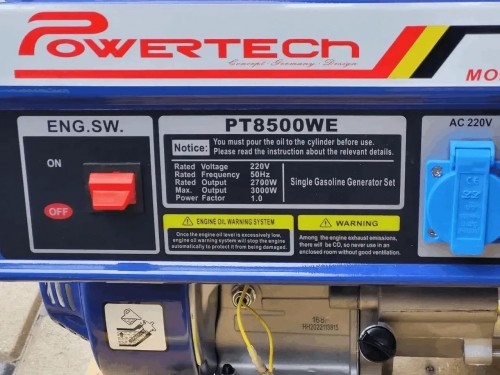 POWERTECH
Concept · Germany · Design
MO
ENG.SW.
ON
OFF
PT8500WE
Notice: You must pour the oil to the cylinder before use.
Please read the instruction about the relevant details.
Rated Voltage 220V
Rated Frequency 50Hz
Rated Output 2700W
Max. Output 3000W
Power Factor 1.0
Single Gasoline Generator Set
AC 220V
ENGINE OIL WARNING SYSTEM
Once the engine oil level is excessively low,
engine oil warning system will stop the engine
automatically to protect it from being damaged.
WARNING
Among the engine exhaust emissions,
there will be CO, so never use in an
enclosed room without good ventilation.